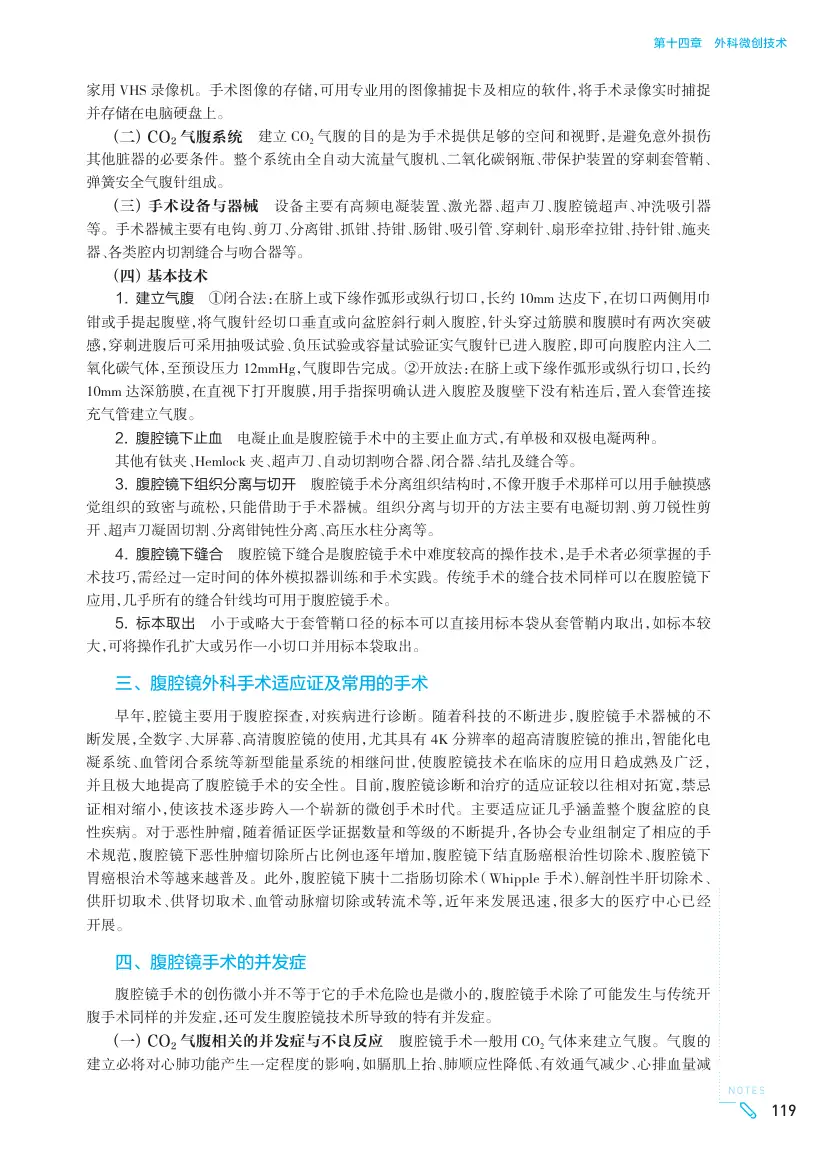 第十四章 外科微创技术
家用 VHS 录像机。手术图像的存储,可用专业用的图像捕捉卡及相应的软件,将手术录像实时捕捉
并存储在电脑硬盘上。
(二) CO₂ 气腹系统 建立 CO₂ 气腹的目的是为手术提供足够的空间和视野,是避免意外损伤
其他脏器的必要条件。整个系统由全自动大流量气腹机、二氧化碳钢瓶、带保护装置的穿刺套管鞘、
弹簧安全气腹针组成。
(三) 手术设备与器械 设备主要有高频电凝装置、激光器、超声刀、腹腔镜超声、冲洗吸引器
等。手术器械主要有电钩、剪刀、分离钳、抓钳、持钳、肠钳、吸引管、穿刺针、扇形牵拉钳、持针钳、施夹
器、各类腔内切割缝合与吻合器等。
(四) 基本技术
1. 建立气腹 ①闭合法:在脐上或下缘作弧形或纵行切口,长约 10mm 达皮下,在切口两侧用巾
钳或手提起腹壁,将气腹针经切口垂直或向盆腔斜行刺入腹腔,针头穿过筋膜和腹膜时有两次突破
感,穿刺进腹后可采用抽吸试验、负压试验或容量试验证实气腹针已进入腹腔,即可向腹腔内注入二
氧化碳气体,至预设压力 12mmHg,气腹即告完成。②开放法:在脐上或下缘作弧形或纵行切口,长约
10mm 达深筋膜,在直视下打开腹膜,用手指探明确认进入腹腔及腹壁下没有粘连后,置入套管连接
充气管建立气腹。
2. 腹腔镜下止血 电凝止血是腹腔镜手术中的主要止血方式,有单极和双极电凝两种。
其他有钛夹、Hemlock 夹、超声刀、自动切割吻合器、闭合器、结扎及缝合等。
3. 腹腔镜下组织分离与切开 腹腔镜手术分离组织结构时,不像开腹手术那样可以用手触摸感
觉组织的致密与疏松,只能借助于手术器械。组织分离与切开的方法主要有电凝切割、剪刀锐性剪
开、超声刀凝固切割、分离钳钝性分离、高压水柱分离等。
4. 腹腔镜下缝合 腹腔镜下缝合是腹腔镜手术中难度较高的操作技术,是手术者必须掌握的手
术技巧,需经过一定时间的体外模拟器训练和手术实践。传统手术的缝合技术同样可以在腹腔镜下
应用,几乎所有的缝合针线均可用于腹腔镜手术。
5. 标本取出 小于或略大于套管鞘口径的标本可以直接用标本袋从套管鞘内取出,如标本较
大,可将操作孔扩大或另作一小切口并用标本袋取出。
三、腹腔镜外科手术适应证及常用的手术
早年,腔镜主要用于腹腔探查,对疾病进行诊断。随着科技的不断进步,腹腔镜手术器械的不
断发展,全数字、大屏幕、高清腹腔镜的使用,尤其具有 4K 分辨率的超高清腹腔镜的推出,智能化电
凝系统、血管闭合系统等新型能量系统的相继问世,使腹腔镜技术在临床的应用日趋成熟及广泛,
并且极大地提高了腹腔镜手术的安全性。目前,腹腔镜诊断和治疗的适应证较以往相对拓宽,禁忌
证相对缩小,使该技术逐步跨入一个崭新的微创手术时代。主要适应证几乎涵盖整个腹盆腔的良
性疾病。对于恶性肿瘤,随着循证医学证据数量和等级的不断提升,各协会专业组制定了相应的手
术规范,腹腔镜下恶性肿瘤切除所占比例也逐年增加,腹腔镜下结直肠癌根治性切除术、腹腔镜下
胃癌根治术等越来越普及。此外,腹腔镜下胰十二指肠切除术(Whipple 手术)、解剖性半肝切除术、
供肝切取术、供肾切取术、血管动脉瘤切除或转流术等,近年来发展迅速,很多大的医疗中心已经
开展。
四、腹腔镜手术的并发症
腹腔镜手术的创伤微小并不等于它的手术危险也是微小的,腹腔镜手术除了可能发生与传统开
腹手术同样的并发症,还可发生腹腔镜技术所导致的特有并发症。
(一) CO₂ 气腹相关的并发症与不良反应 腹腔镜手术一般用 CO₂ 气体来建立气腹。气腹的
建立必将对心肺功能产生一定程度的影响,如膈肌上抬、肺顺应性降低、有效通气减少、心排血量减
NOTES
119